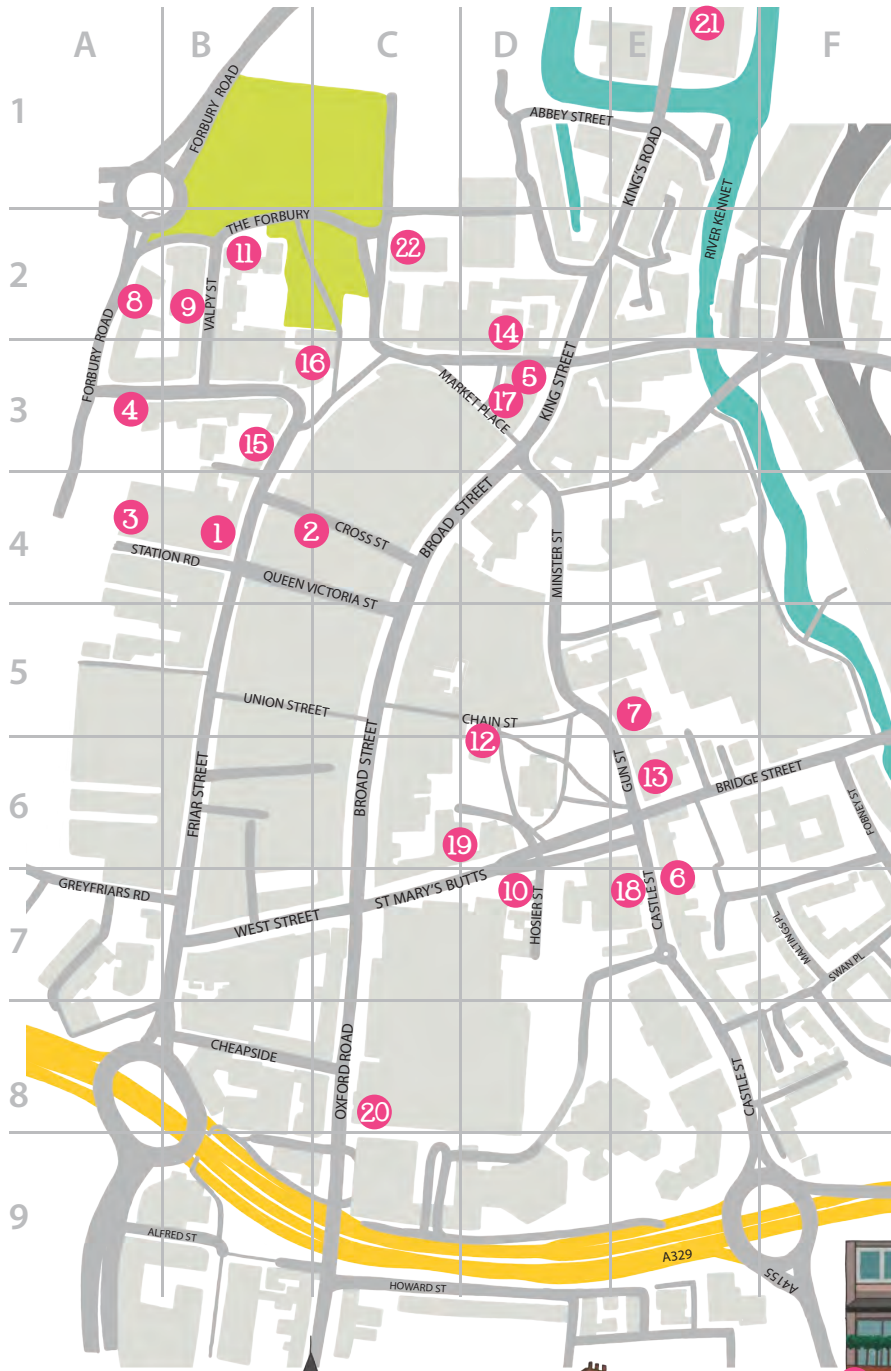 21
A B C D E F
1
FORBURY ROAD
ABBEY STREET
KING'S ROAD
THE FORBURY
RIVER KENNET
11
22
2
8
9
VALPY ST
FORBURY ROAD
14
16
5
MARKET PLACE
KING STREET
17
3
4
15
BROAD STREET
3
1
2
CROSS ST
4
STATION RD
MINSTER ST
QUEEN VICTORIA ST
5
UNION STREET
CHAIN ST
7
12
BROAD STREET
GUN ST
13
BRIDGE STREET
FRIAR STREET
6
FOBNEY ST
19
GREYFRIARS RD
ST MARY'S BUTTS
10
HOSIER ST
18
CASTLE ST
6
WEST STREET
7
MALTINGS PL
SWAN PL
CHEAPSIDE
OXFORD ROAD
CASTLE ST
8
20
9
ALFRED ST
A329
A4155
HOWARD ST